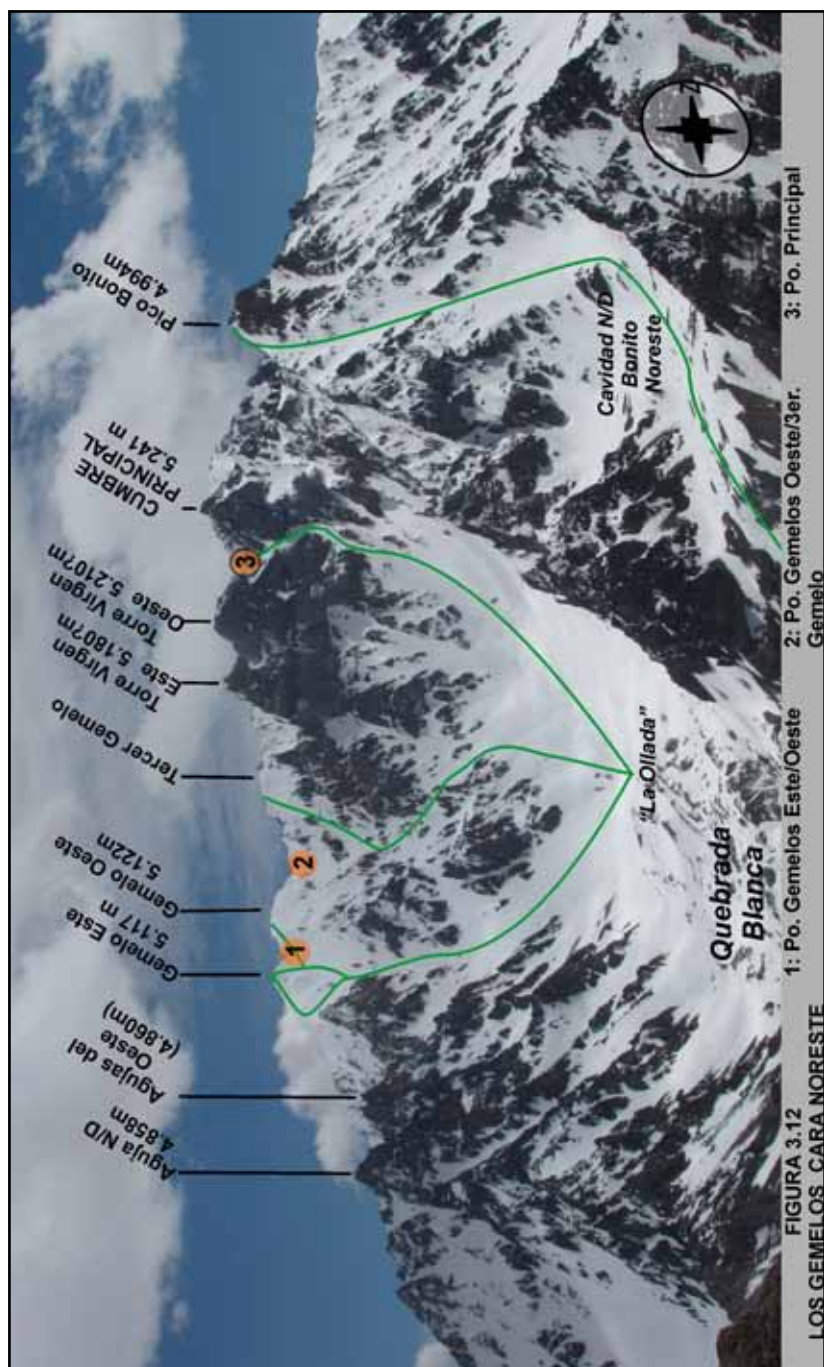 Aguja N/D
4.858m
Agujas del
Oeste
(4.860m)
Gemelo Este
5.117 m
Gemelo Oeste
5.122m
Tercer Gemelo
Torre Virgen
Este 5.180?m
Torre Virgen
Oeste 5.210?m
CUMBRE
PRINCIPAL
5.241 m
Pico Bonito
4.994m
1
2
3
Cavidad N/D
Bonito
Noreste
"La Ollada"
Quebrada
Blanca
N
FIGURA 3.12
LOS GEMELOS CARA NORESTE
1: Po. Gemelos Este/Oeste
2: Po. Gemelos Oeste/3er.
Gemelo
3: Po. Principal